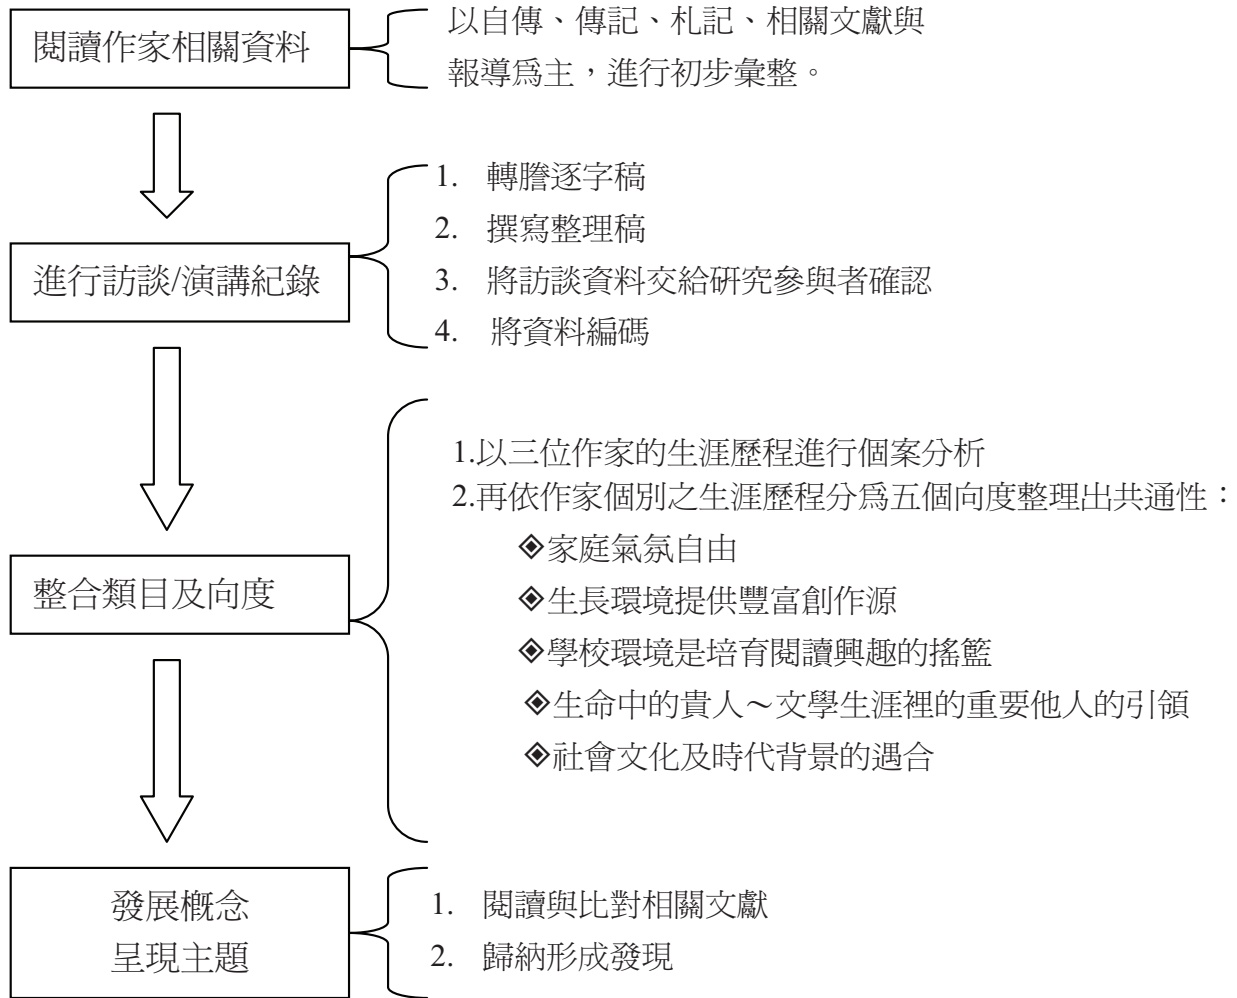 閱讀作家相關資料
以自傳、傳記、札記、相關文獻與
報導為主，進行初步彙整。
進行訪談/演講紀錄
1. 轉謄逐字稿
2. 撰寫整理稿
3. 將訪談資料交給研究參與者確認
4. 將資料編碼
整合類目及向度
1.以三位作家的生涯歷程進行個案分析
2.再依作家個別之生涯歷程分為五個向度整理出共通性：
◈家庭氣氛自由
◈生長環境提供豐富創作源
◈學校環境是培育閱讀興趣的搖籃
◈生命中的貴人～文學生涯裡的重要他人的引領
◈社會文化及時代背景的遇合
發展概念
呈現主題
1. 閱讀與比對相關文獻
2. 歸納形成發現